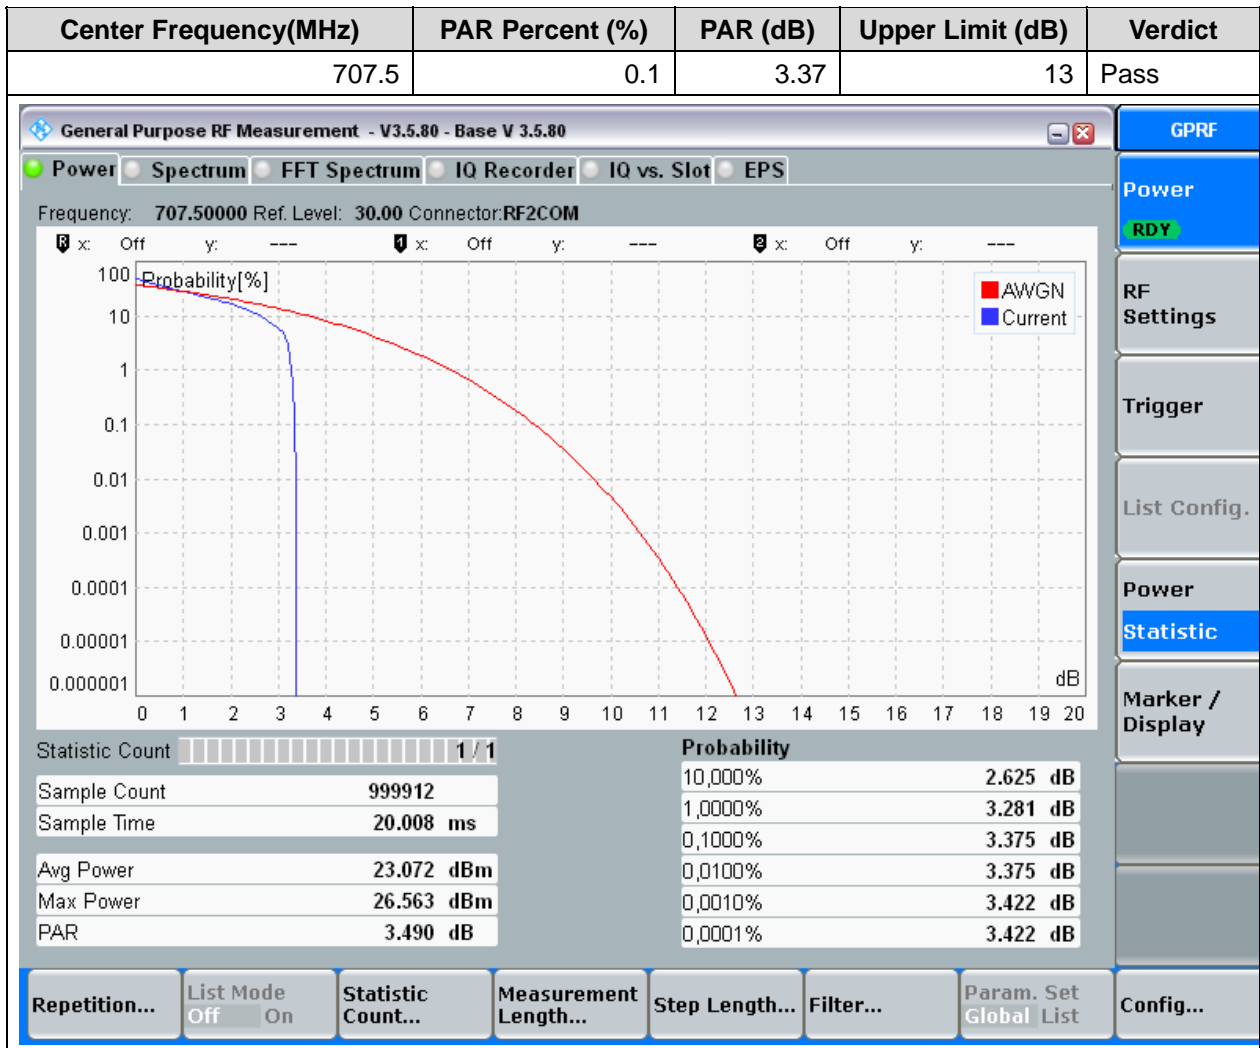 Center Frequency(MHz) PAR Percent (%) PAR (dB) Upper Limit (dB) Verdict
707.5 0.1 3.37 13 Pass
General Purpose RF Measurement - V3.5.80 - Base V 3.5.80
GPRF
Power Spectrum FFT Spectrum IQ Recorder IQ vs. Slot EPS
Power
RDY
Frequency: 707.50000 Ref. Level: 30.00 Connector:RF2COM
R x: Off y: --- 1 x: Off y: --- 2 x: Off y: ---
Probability[%]
AWGN
Current
100
10
1
0.1
0.01
0.001
0.0001
0.00001
0.000001
dB
0 1 2 3 4 5 6 7 8 9 10 11 12 13 14 15 16 17 18 19 20
RF
Settings
Trigger
List Config.
Power
Statistic
Marker /
Display
Statistic Count 1 / 1
Sample Count 999912
Sample Time 20.008 ms
Avg Power 23.072 dBm
Max Power 26.563 dBm
PAR 3.490 dB
Probability
10,000% 2.625 dB
1,0000% 3.281 dB
0,1000% 3.375 dB
0,0100% 3.375 dB
0,0010% 3.422 dB
0,0001% 3.422 dB
Repetition...
List Mode
Off On
Statistic
Count...
Measurement
Length...
Step Length...
Filter...
Param. Set
Global List
Config...